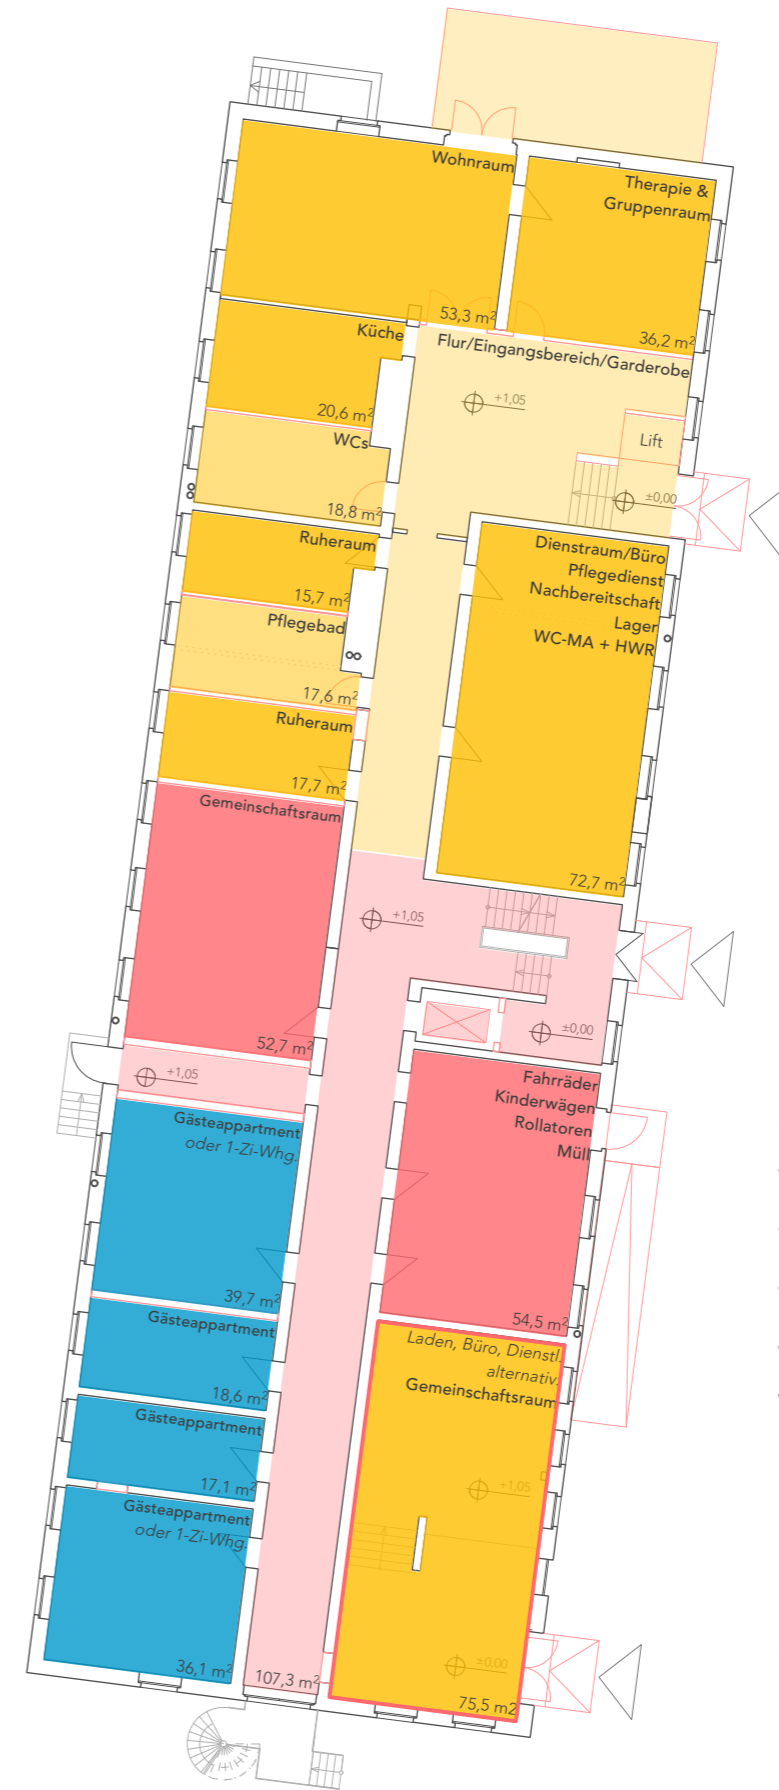 Wohnraum
53,3 m²
Therapie &
Gruppenraum
36,2 m²
Küche
20,6 m²
Flur/Eingangsbereich/Garderobe
+1,05
Lift
±0,00
WCs
18,8 m²
Ruheraum
15,7 m²
Dienstraum/Büro
Pflegedienst
Nachbereitschaft
Lager
WC-MA + HWR
72,7 m²
Pflegebad
17,6 m²
Ruheraum
17,7 m²
Gemeinschaftsraum
52,7 m²
+1,05
±0,00
+1,05
Fahrräder
Kinderwägen
Rollatoren
Müll
54,5 m²
Gästeappartment
oder 1-Zi-Whg.
39,7 m²
Gästeappartment
18,6 m²
Laden, Büro, Dienstl.
alternativ:
Gemeinschaftsraum
+1,05
±0,00
75,5 m2
Gästeappartment
17,1 m²
Gästeappartment
oder 1-Zi-Whg.
36,1 m²
107,3 m²